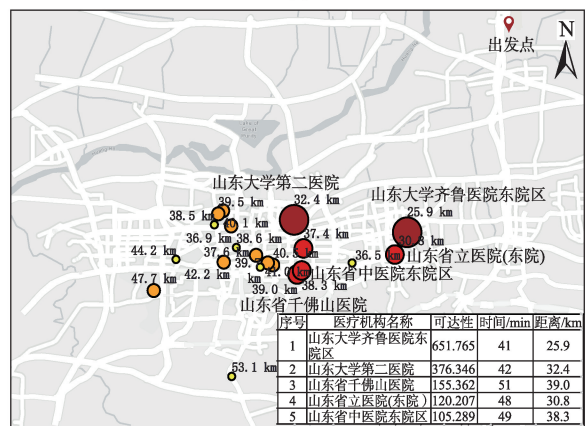 N
出发点
山东大学第二医院
39.5 km
32.4 km
山东大学齐鲁医院东院区
38.5 km
25.9 km
40.1 km
37.4 km
36.9 km
38.6 km
30.8 km
44.2 km
37.6 km
40.5 km
36.5 km
山东省立医院(东院)
42.2 km
41.0 km
山东省中医院东院区
47.7 km
39.0 km
38.3 km
山东省千佛山医院
53.1 km
序号 医疗机构名称 可达性 时间/min 距离/km
1 山东大学齐鲁医院东院区 651.765 41 25.9
2 山东大学第二医院 376.346 42 32.4
3 山东省千佛山医院 155.362 51 39.0
4 山东省立医院(东院) 120.207 48 30.8
5 山东省中医院东院区 105.289 49 38.3